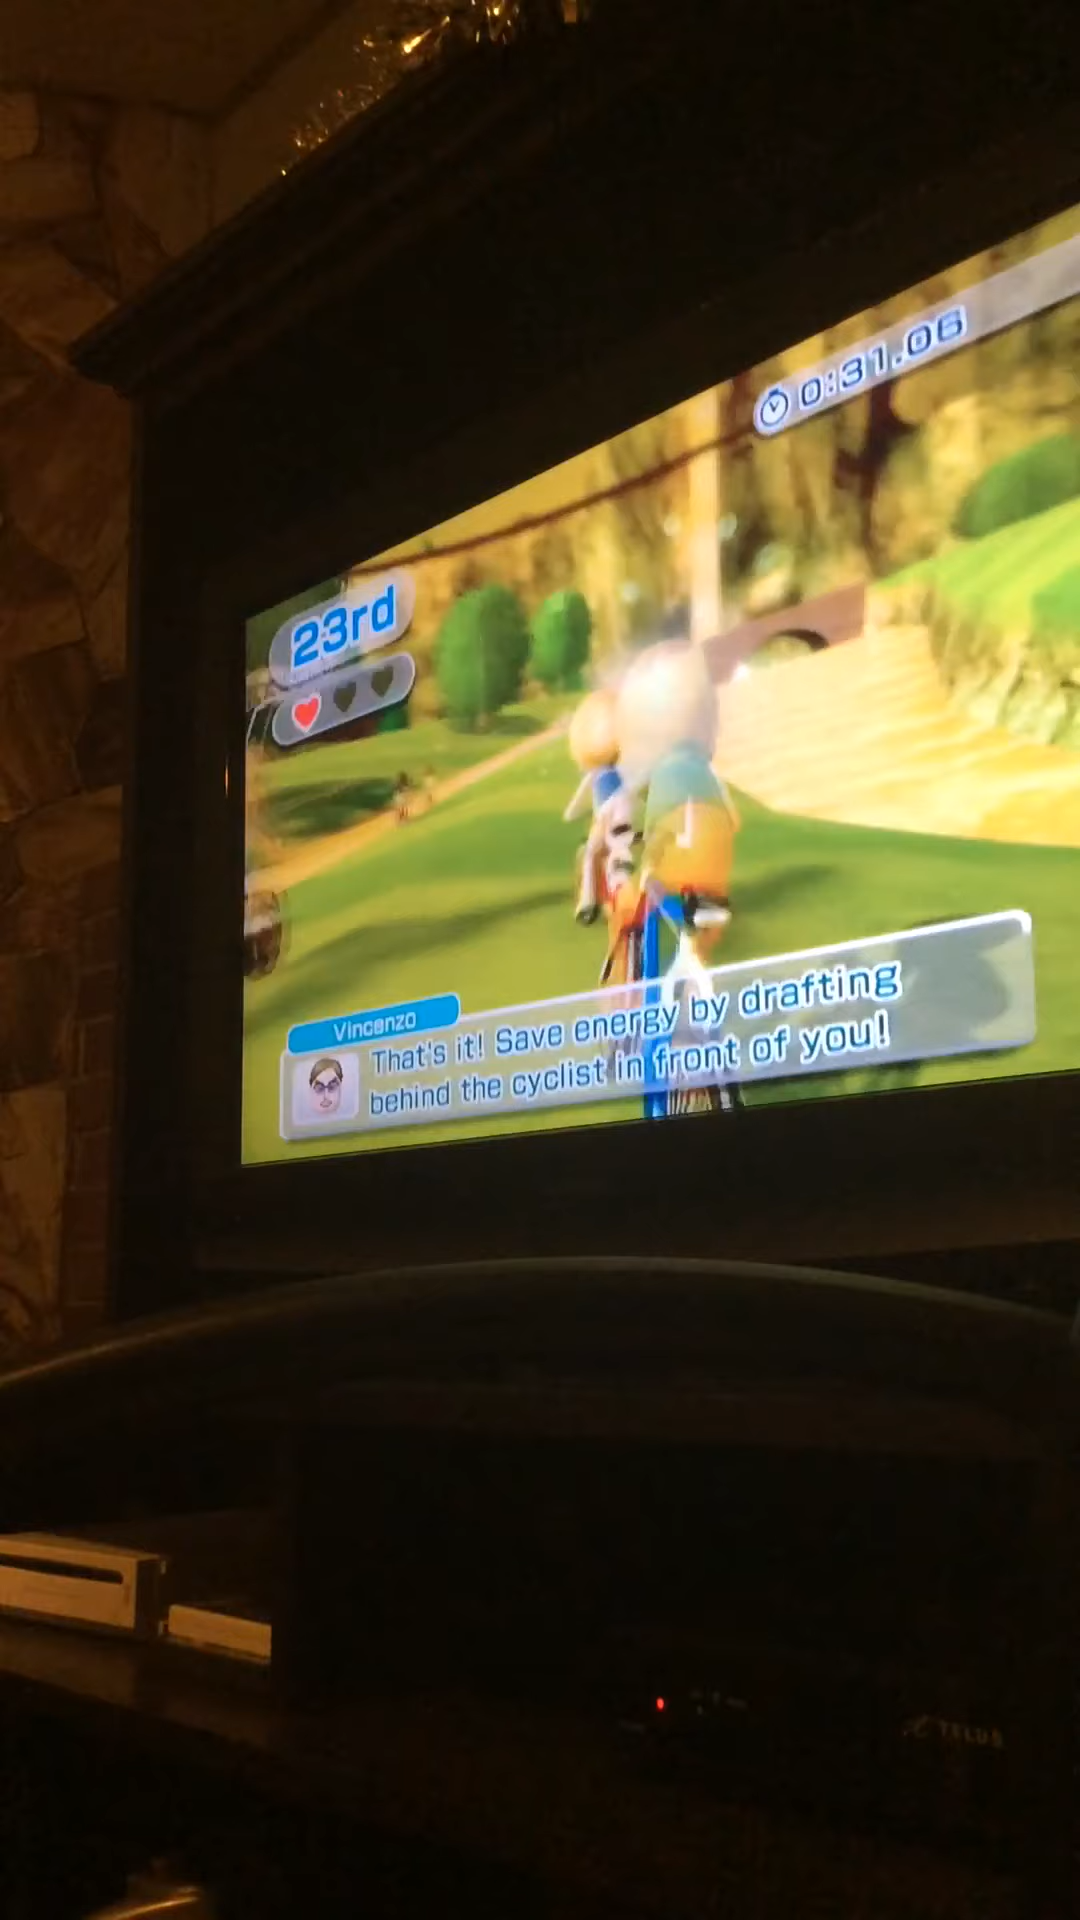 0:31.06
23rd
Vincenzo
That's it! Save energy by drafting
behind the cyclist in front of you!
TELUS